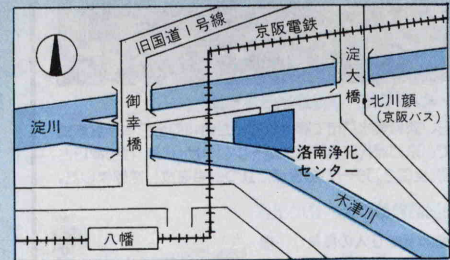 旧国道1号線
京阪電鉄
淀大橋
御幸橋
北川顔
(京阪バス)
淀川
洛南浄化
センター
木津川
八幡